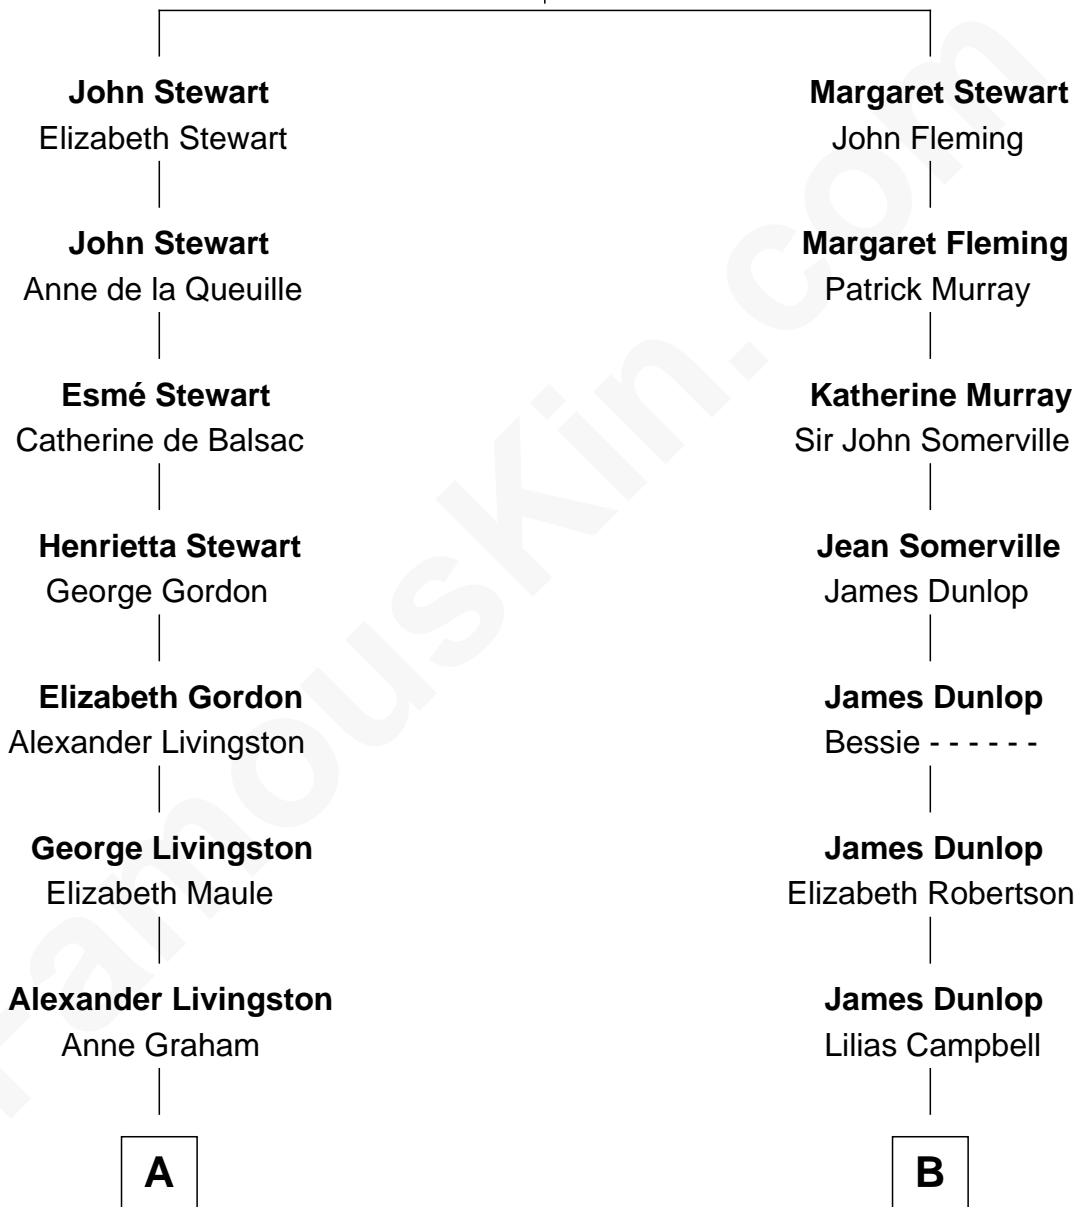 John Stewart
Elizabeth Stewart
John Stewart
Anne de la Queuille
Esmé Stewart
Catherine de Balsac
Henrietta Stewart
George Gordon
Elizabeth Gordon
Alexander Livingston
George Livingston
Elizabeth Maule
Alexander Livingston
Anne Graham
A
Margaret Stewart
John Fleming
Margaret Fleming
Patrick Murray
Katherine Murray
Sir John Somerville
Jean Somerville
James Dunlop
James Dunlop
Bessie - - - - - -
James Dunlop
Elizabeth Robertson
James Dunlop
Lilias Campbell
B
FamousKin.com